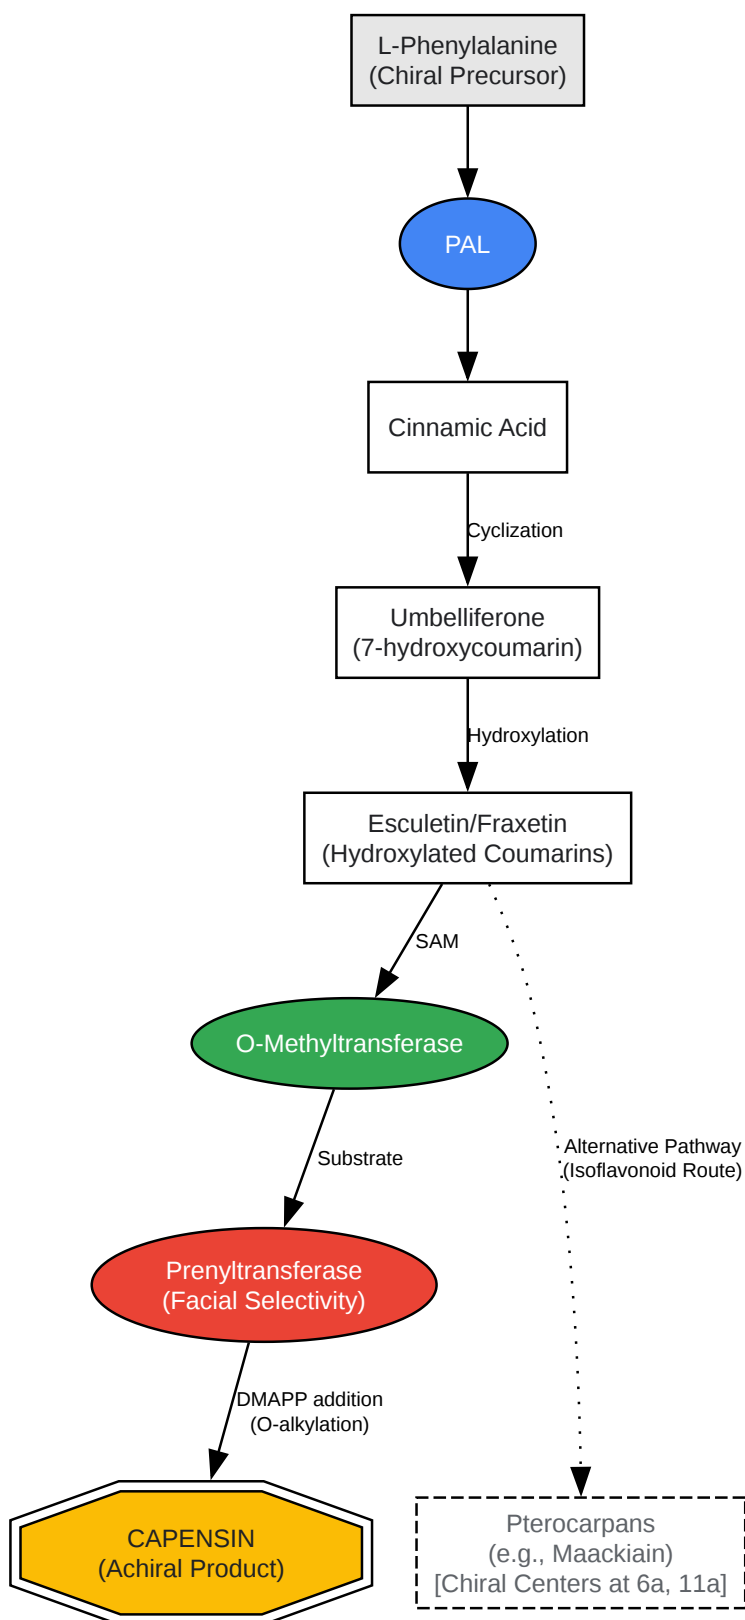 L-Phenylalanine
(Chiral Precursor)
PAL
Cinnamic Acid
Cyclization
Umbelliferone
(7-hydroxycoumarin)
Hydroxylation
Esculetin/Fraxetin
(Hydroxylated Coumarins)
SAM
O-Methyltransferase
Alternative Pathway
(Isoflavonoid Route)
Substrate
Prenyltransferase
(Facial Selectivity)
DMAPP addition
(O-alkylation)
CAPENSIN
(Achiral Product)
Pterocarpans
(e.g., Maackiain)
[Chiral Centers at 6a, 11a]